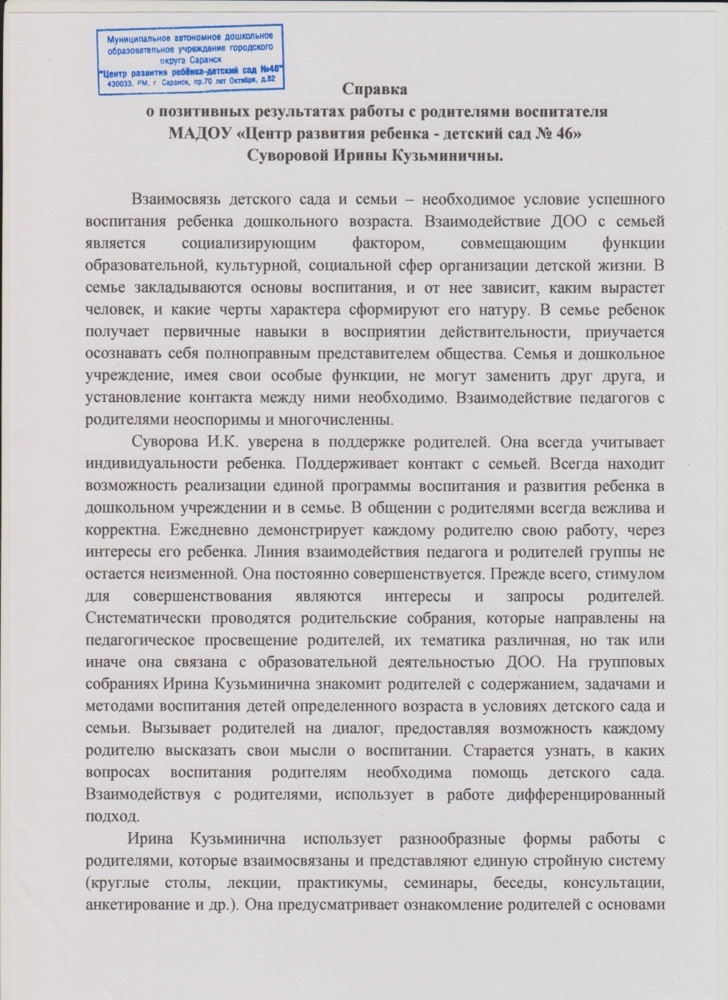 Муниципальное автономное дошкольное
образовательное учреждение городского
округа Саранск
"Центр развития ребёнка-детский сад №46"
430033, РМ, г Саранск, пр.70 лет Октября, д.82
Справка
о позитивных результатах работы с родителями воспитателя
МАДОУ «Центр развития ребенка - детский сад № 46»
Суворовой Ирины Кузьминичны.
Взаимосвязь детского сада и семьи – необходимое условие успешного
воспитания ребенка дошкольного возраста. Взаимодействие ДОО с семьей
является социализирующим фактором, совмещающим функции
образовательной, культурной, социальной сфер организации детской жизни. В
семье закладываются основы воспитания, и от нее зависит, каким вырастет
человек, и какие черты характера сформируют его натуру. В семье ребенок
получает первичные навыки в восприятии действительности, приучается
осознавать себя полноправным представителем общества. Семья и дошкольное
учреждение, имея свои особые функции, не могут заменить друг друга, и
установление контакта между ними необходимо. Взаимодействие педагогов с
родителями неоспоримы и многочисленны.
Суворова И.К. уверена в поддержке родителей. Она всегда учитывает
индивидуальности ребенка. Поддерживает контакт с семьей. Всегда находит
возможность реализации единой программы воспитания и развития ребенка в
дошкольном учреждении и в семье. В общении с родителями всегда вежлива и
корректна. Ежедневно демонстрирует каждому родителю свою работу, через
интересы его ребенка. Линия взаимодействия педагога и родителей группы не
остается неизменной. Она постоянно совершенствуется. Прежде всего, стимулом
для совершенствования являются интересы и запросы родителей.
Систематически проводятся родительские собрания, которые направлены на
педагогическое просвещение родителей, их тематика различная, но так или
иначе она связана с образовательной деятельностью ДОО. На групповых
собраниях Ирина Кузьминична знакомит родителей с содержанием, задачами и
методами воспитания детей определенного возраста в условиях детского сада и
семьи. Вызывает родителей на диалог, предоставляя возможность каждому
родителю высказать свои мысли о воспитании. Старается узнать, в каких
вопросах воспитания родителям необходима помощь детского сада.
Взаимодействуя с родителями, использует в работе дифференцированный
подход.
Ирина Кузьминична использует разнообразные формы работы с
родителями, которые взаимосвязаны и представляют единую стройную систему
(круглые столы, лекции, практикумы, семинары, беседы, консультации,
анкетирование и др.). Она предусматривает ознакомление родителей с основами